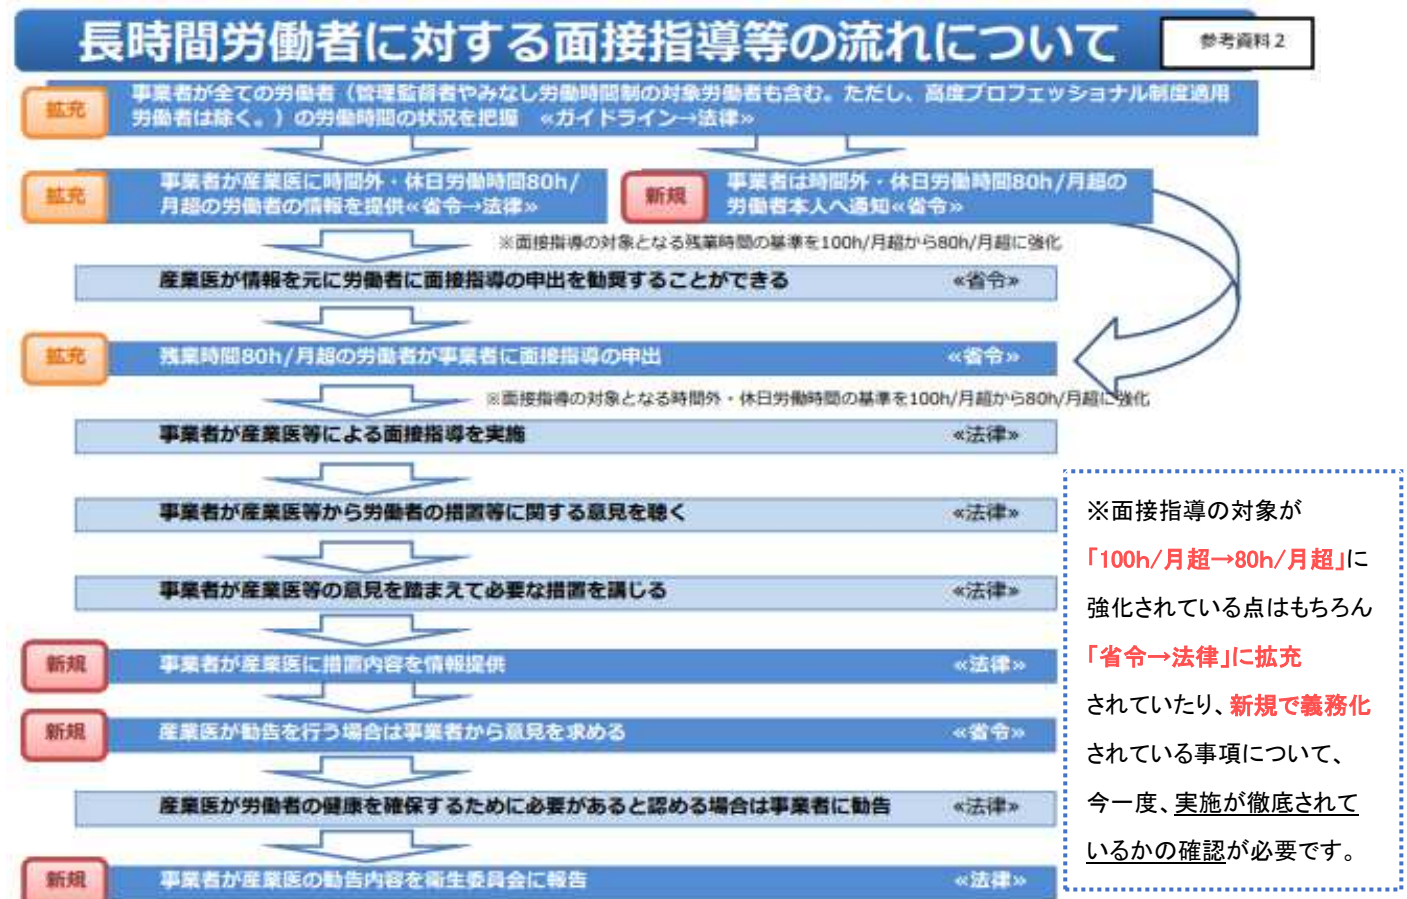 長時間労働者に対する面接指導等の流れについて
参考資料2
拡充
事業者が全ての労働者(管理監督者やみなし労働時間制の対象労働者も含む。ただし、高度プロフェッショナル制度適用
労働者は除く。)の労働時間の状況を把握 «ガイドライン→法律»
拡充
事業者が産業医に時間外・休日労働時間80h/
月超の労働者の情報を提供«省令→法律»
新規
事業者は時間外・休日労働時間80h/月超の
労働者本人へ通知«省令»
※面接指導の対象となる残業時間の基準を100h/月超から80h/月超に強化
産業医が情報を元に労働者に面接指導の申出を勧奨することができる «省令»
拡充
残業時間80h/月超の労働者が事業者に面接指導の申出 «省令»
※面接指導の対象となる時間外・休日労働時間の基準を100h/月超から80h/月超に強化
事業者が産業医等による面接指導を実施 «法律»
事業者が産業医等から労働者の措置等に関する意見を聴く «法律»
事業者が産業医等の意見を踏まえて必要な措置を講じる «法律»
新規
事業者が産業医に措置内容を情報提供 «法律»
新規
産業医が勧告を行う場合は事業者から意見を求める «省令»
産業医が労働者の健康を確保するために必要があると認める場合は事業者に勧告 «法律»
新規
事業者が産業医の勧告内容を衛生委員会に報告 «法律»
※面接指導の対象が
「100h/月超→80h/月超」に
強化されている点はもちろん
「省令→法律」に拡充
されていたり、新規で義務化
されている事項について、
今一度、実施が徹底されて
いるかの確認が必要です。